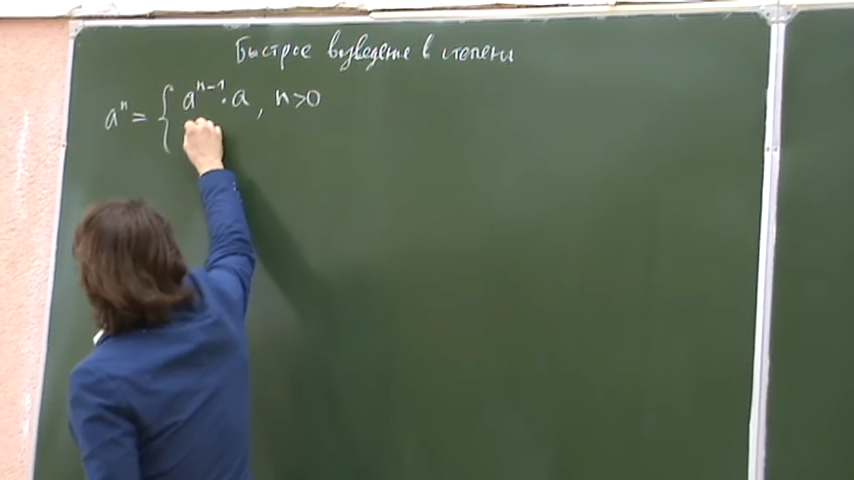 Быстрое возведение в степень
aⁿ = { aⁿ⁻¹ · a , n>0